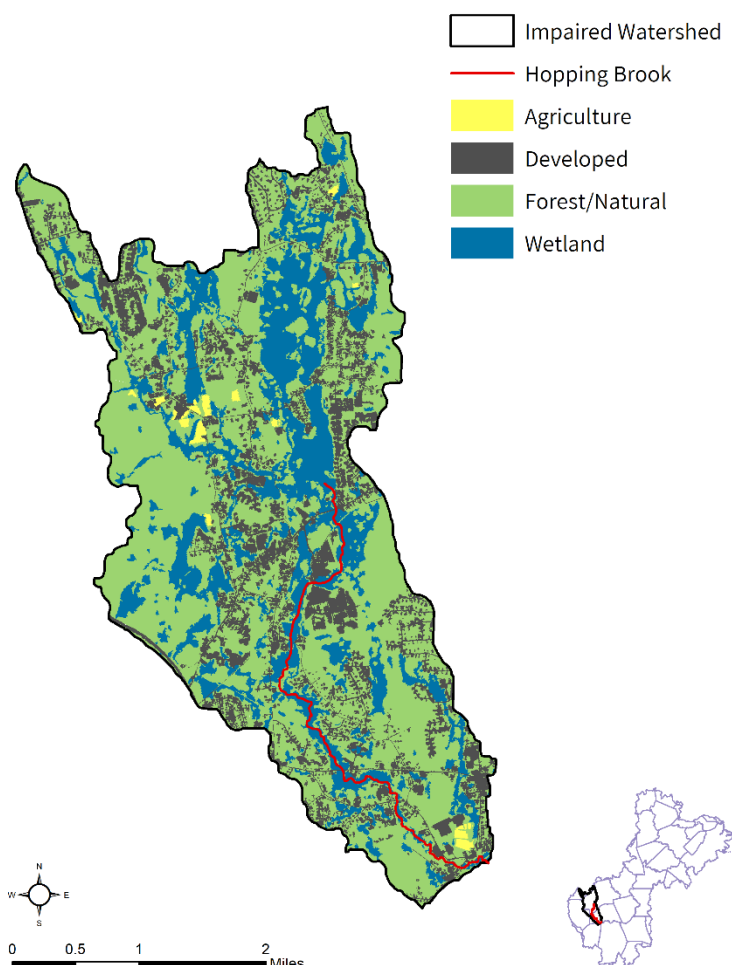 Impaired Watershed
Hopping Brook
Agriculture
Developed
Forest/Natural
Wetland
N
W E
S
0 0.5 1 2
Miles